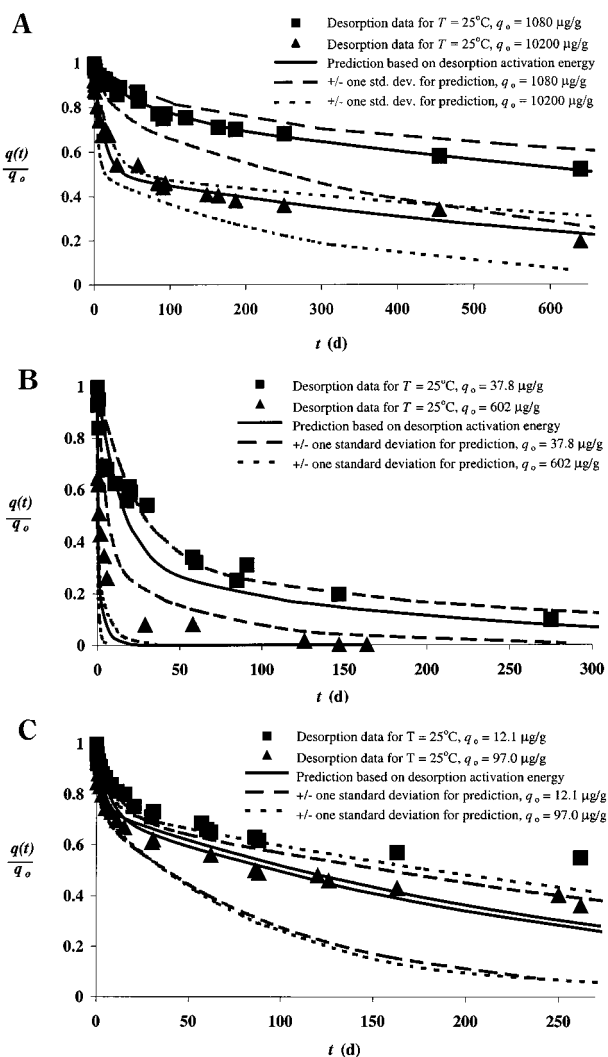 A
Desorption data for T = 25°C, qo = 1080 µg/g
Desorption data for T = 25°C, qo = 10200 µg/g
Prediction based on desorption activation energy
+/- one std. dev. for prediction, qo = 1080 µg/g
+/- one std. dev. for prediction, qo = 10200 µg/g
1
0.8
0.6
0.4
0.2
0
q(t)
qo
0 100 200 300 400 500 600
t (d)
B
Desorption data for T = 25°C, qo = 37.8 µg/g
Desorption data for T = 25°C, qo = 602 µg/g
Prediction based on desorption activation energy
+/- one standard deviation for prediction, qo = 37.8 µg/g
+/- one standard deviation for prediction, qo = 602 µg/g
1
0.8
0.6
0.4
0.2
0
q(t)
qo
0 50 100 150 200 250 300
t (d)
C
Desorption data for T = 25°C, qo = 12.1 µg/g
Desorption data for T = 25°C, qo = 97.0 µg/g
Prediction based on desorption activation energy
+/- one standard deviation for prediction, qo = 12.1 µg/g
+/- one standard deviation for prediction, qo = 97.0 µg/g
1
0.8
0.6
0.4
0.2
0
q(t)
qo
0 50 100 150 200 250
t (d)